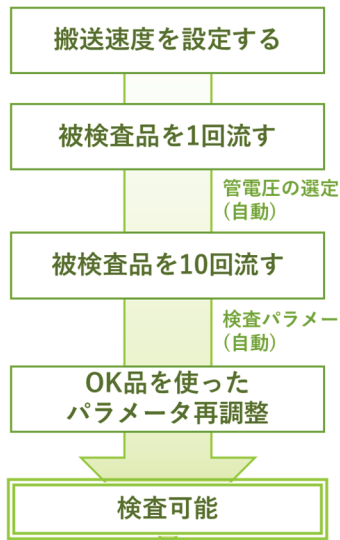 搬送速度を設定する
被検査品を1回流す
管電圧の選定
(自動)
被検査品を10回流す
検査パラメー
(自動)
OK品を使った
パラメータ再調整
検査可能